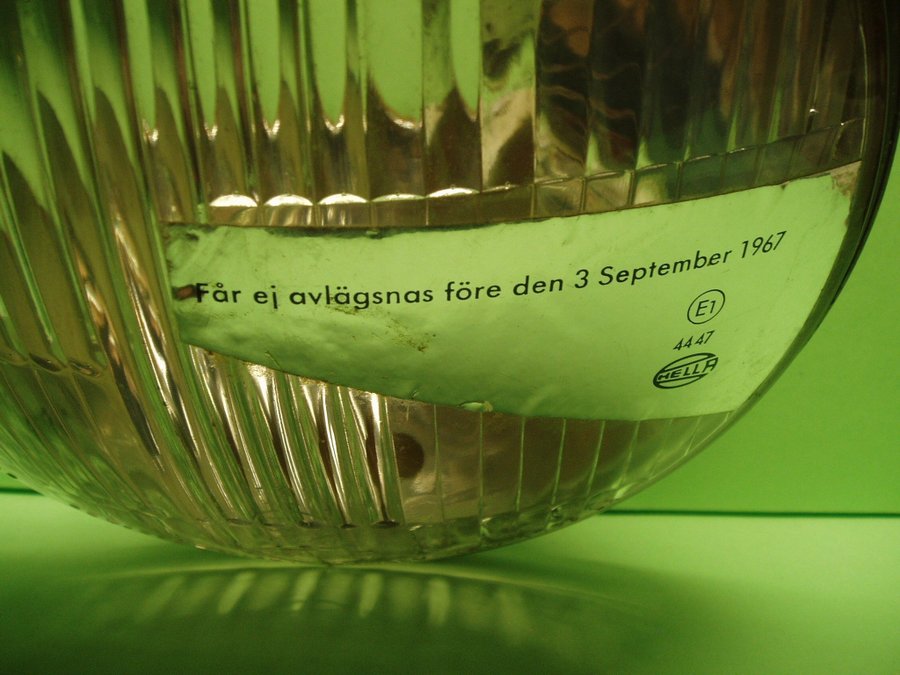 Får ej avlägsnas före den 3 September 1967
E1
4447
HELLA